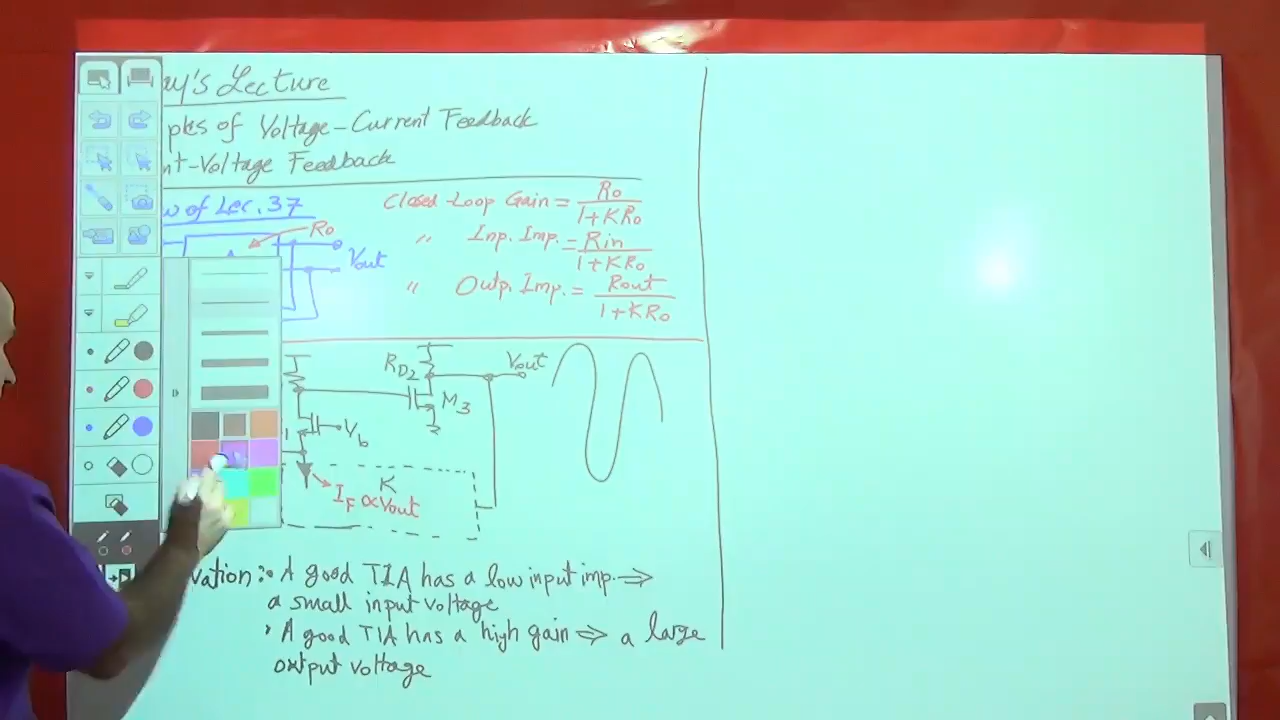 ay's Lecture
ples of Voltage-Current Feedback
nt-Voltage Feedback
w of Lec. 37
Ro
Vout
Closed-Loop Gain = Ro / 1+KRo
" Inp. Imp. = Rin / 1+KRo
" Outp. Imp. = Rout / 1+KRo
RD2
Vout
M3
Vb
K
IF ∝ Vout
vation:• A good TIA has a low input imp. ⇒
a small input voltage
• A good TIA has a high gain ⇒ a large
output voltage